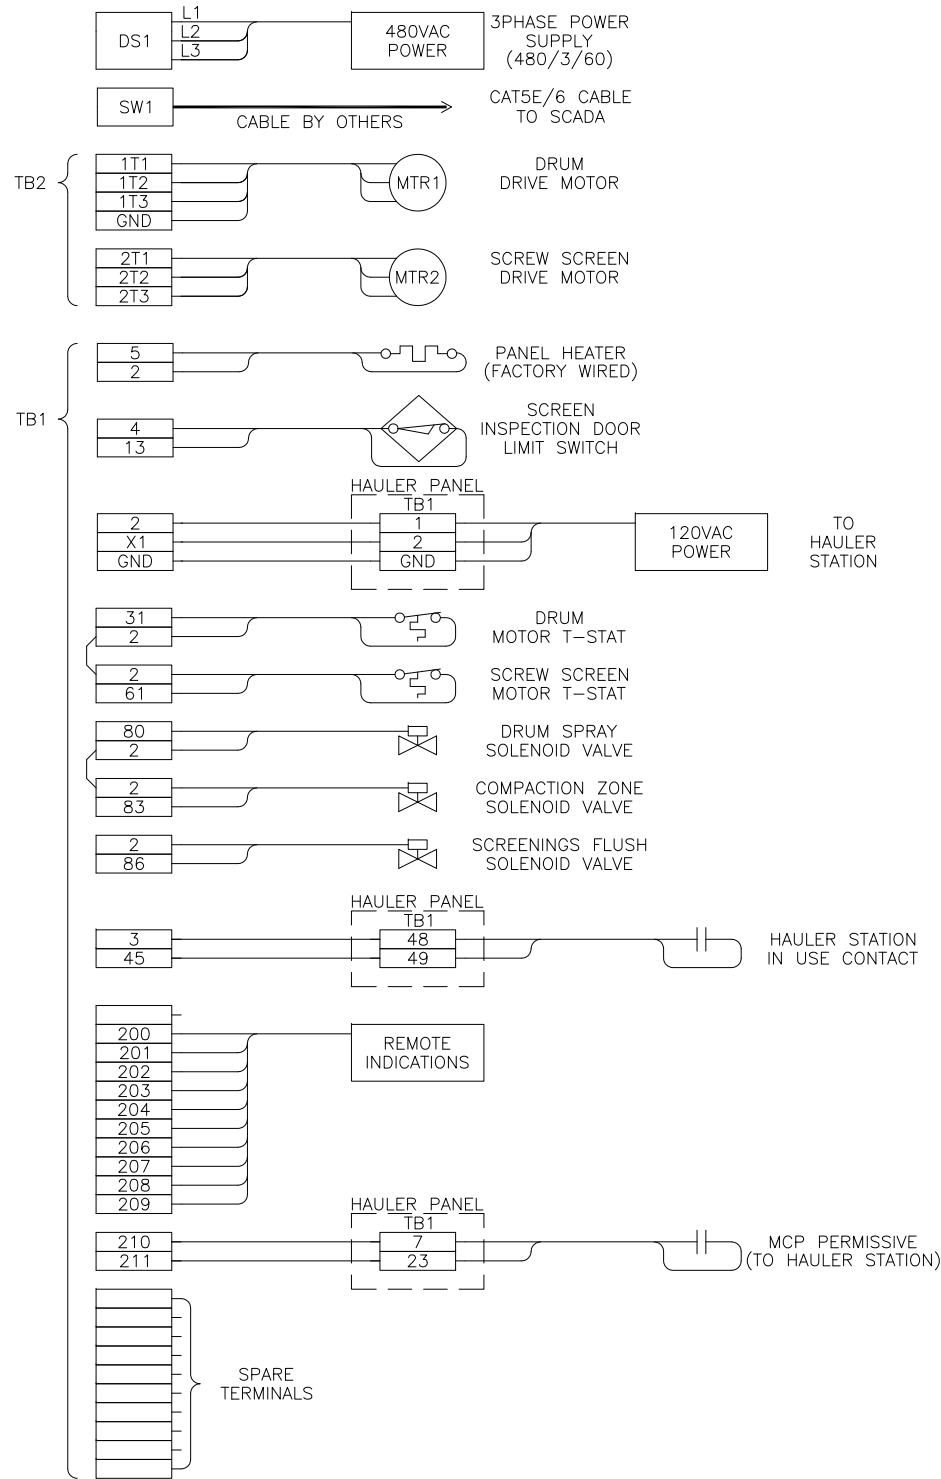 DS1
L1
L2
L3
480VAC
POWER
3PHASE POWER
SUPPLY
(480/3/60)
SW1
CABLE BY OTHERS
CAT5E/6 CABLE
TO SCADA
TB2
1T1
1T2
1T3
GND
MTR1
DRUM
DRIVE MOTOR
2T1
2T2
2T3
MTR2
SCREW SCREEN
DRIVE MOTOR
TB1
5
2
PANEL HEATER
(FACTORY WIRED)
4
13
SCREEN
INSPECTION DOOR
LIMIT SWITCH
2
X1
GND
HAULER PANEL
TB1
1
2
GND
120VAC
POWER
TO
HAULER
STATION
31
2
DRUM
MOTOR T-STAT
2
61
SCREW SCREEN
MOTOR T-STAT
80
2
DRUM SPRAY
SOLENOID VALVE
2
83
COMPACTION ZONE
SOLENOID VALVE
2
86
SCREENINGS FLUSH
SOLENOID VALVE
3
45
HAULER PANEL
TB1
48
49
HAULER STATION
IN USE CONTACT
200
201
202
203
204
205
206
207
208
209
REMOTE
INDICATIONS
210
211
HAULER PANEL
TB1
7
23
MCP PERMISSIVE
(TO HAULER STATION)
SPARE
TERMINALS